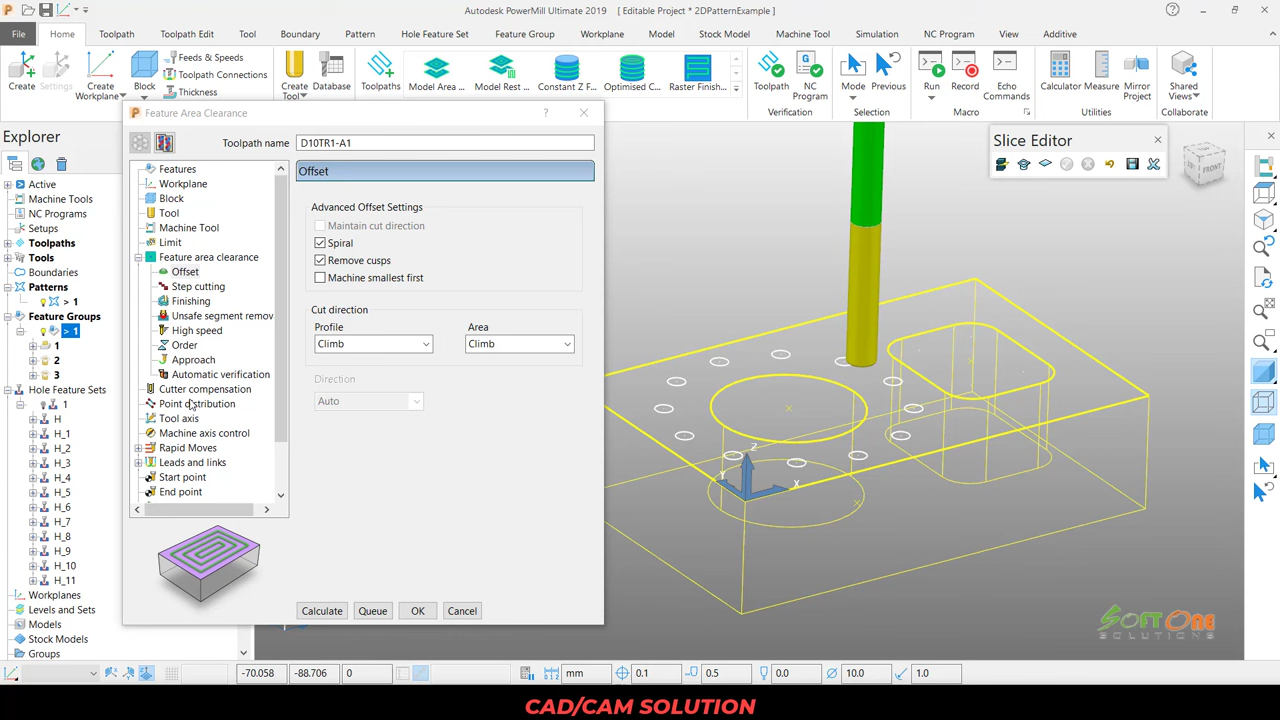 Autodesk PowerMill Ultimate 2019 [ Editable Project * 2DPatternExample ]
File Home Toolpath Toolpath Edit Tool Boundary Pattern Hole Feature Set Feature Group Workplane Model Stock Model Machine Tool Simulation NC Program View Additive
Create Settings Create Workplane Block Feeds & Speeds
Toolpath Connections
Thickness
Create Tool Database Toolpaths Model Area ... Model Rest ... Constant Z F... Optimised C... Raster Finish... Toolpath NC Program Verification Mode Previous Selection Run Record Echo Commands Macro Calculator Measure Mirror Project Utilities Shared Views Collaborate
Explorer
Active
Machine Tools
NC Programs
Setups
Toolpaths
Tools
Boundaries
Patterns
> 1
Feature Groups
> 1
1
2
3
Hole Feature Sets
1
H
H_1
H_2
H_3
H_4
H_5
H_6
H_7
H_8
H_9
H_10
H_11
Workplanes
Levels and Sets
Models
Stock Models
Groups
Feature Area Clearance ?
Toolpath name D10TR1-A1
Features
Workplane
Block
Tool
Machine Tool
Limit
Feature area clearance
Offset
Step cutting
Finishing
Unsafe segment remov
High speed
Order
Approach
Automatic verification
Cutter compensation
Point distribution
Tool axis
Machine axis control
Rapid Moves
Leads and links
Start point
End point
Offset
Advanced Offset Settings
Maintain cut direction
Spiral
Remove cusps
Machine smallest first
Cut direction
Profile Area
Climb Climb
Direction
Auto
Calculate Queue OK Cancel
Slice Editor
FRONT
Z
Y X
SOFTONE
SOLUTIONS
-70.058 -88.706 0 mm 0.1 0.5 0.0 10.0 1.0
CAD/CAM SOLUTION